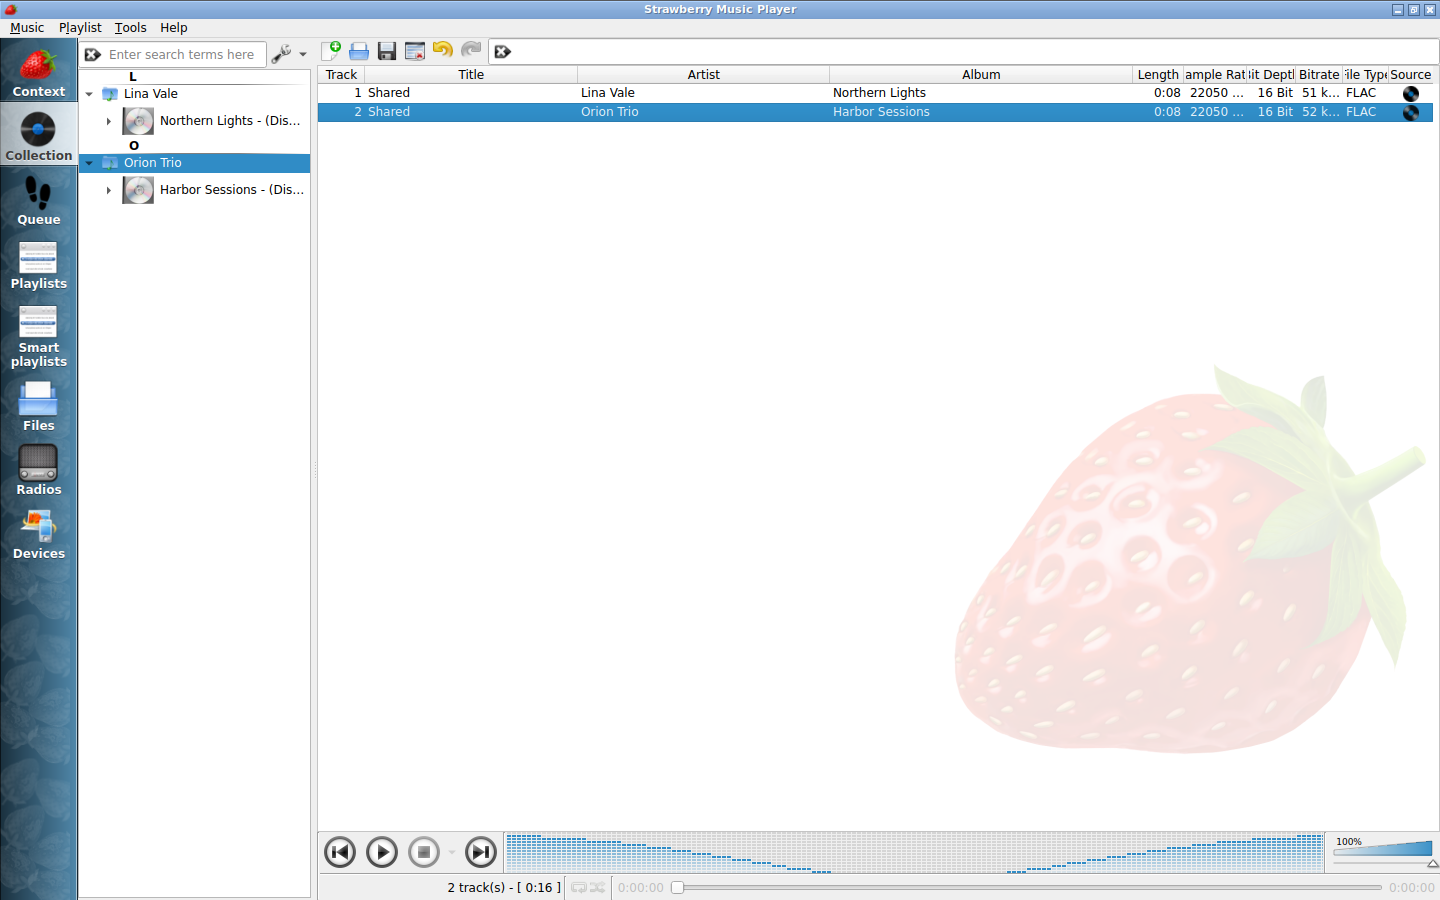 Strawberry Music Player
Music Playlist Tools Help
Enter search terms here
Context
Collection
Queue
Playlists
Smart
playlists
Files
Radios
Devices
L
Lina Vale
Northern Lights - (Dis...
O
Orion Trio
Harbor Sessions - (Dis...
Track Title Artist Album Length ample Rat it Depth Bitrate ile Type Source
1 Shared Lina Vale Northern Lights 0:08 22050 ... 16 Bit 51 k... FLAC
2 Shared Orion Trio Harbor Sessions 0:08 22050 ... 16 Bit 52 k... FLAC
100%
2 track(s) - [ 0:16 ]
0:00:00
0:00:00